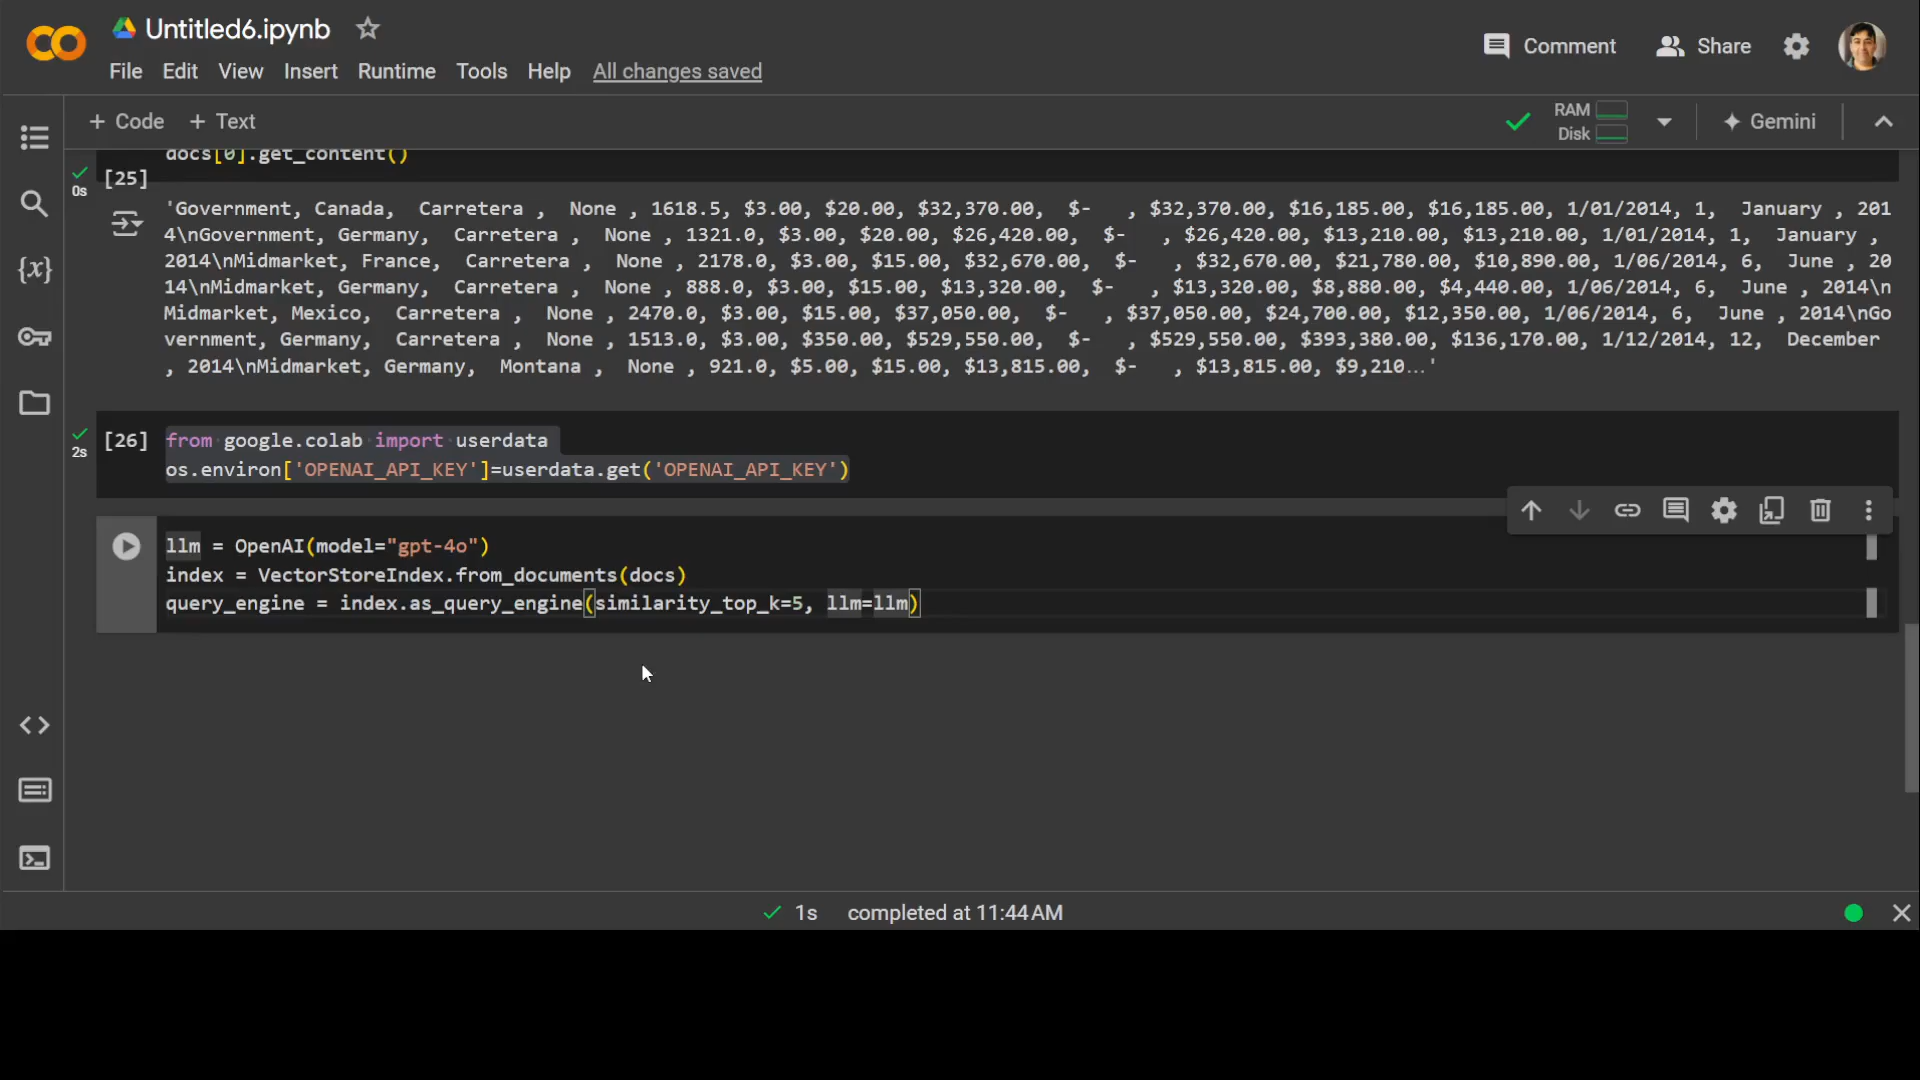 Untitled6.ipynb
Comment
Share
File Edit View Insert Runtime Tools Help All changes saved
+ Code + Text
RAM
Disk
Gemini
docs[0].get_content()
0s
[25]
'Government, Canada, Carretera , None , 1618.5, $3.00, $20.00, $32,370.00, $- , $32,370.00, $16,185.00, $16,185.00, 1/01/2014, 1, January , 201
4\nGovernment, Germany, Carretera , None , 1321.0, $3.00, $20.00, $26,420.00, $- , $26,420.00, $13,210.00, $13,210.00, 1/01/2014, 1, January ,
2014\nMidmarket, France, Carretera , None , 2178.0, $3.00, $15.00, $32,670.00, $- , $32,670.00, $21,780.00, $10,890.00, 1/06/2014, 6, June , 20
14\nMidmarket, Germany, Carretera , None , 888.0, $3.00, $15.00, $13,320.00, $- , $13,320.00, $8,880.00, $4,440.00, 1/06/2014, 6, June , 2014\n
Midmarket, Mexico, Carretera , None , 2470.0, $3.00, $15.00, $37,050.00, $- , $37,050.00, $24,700.00, $12,350.00, 1/06/2014, 6, June , 2014\nGo
vernment, Germany, Carretera , None , 1513.0, $3.00, $350.00, $529,550.00, $- , $529,550.00, $393,380.00, $136,170.00, 1/12/2014, 12, December
, 2014\nMidmarket, Germany, Montana , None , 921.0, $5.00, $15.00, $13,815.00, $- , $13,815.00, $9,210...'
2s
[26]
from google.colab import userdata
os.environ['OPENAI_API_KEY']=userdata.get('OPENAI_API_KEY')
llm = OpenAI(model="gpt-4o")
index = VectorStoreIndex.from_documents(docs)
query_engine = index.as_query_engine(similarity_top_k=5, llm=llm)
1s completed at 11:44 AM